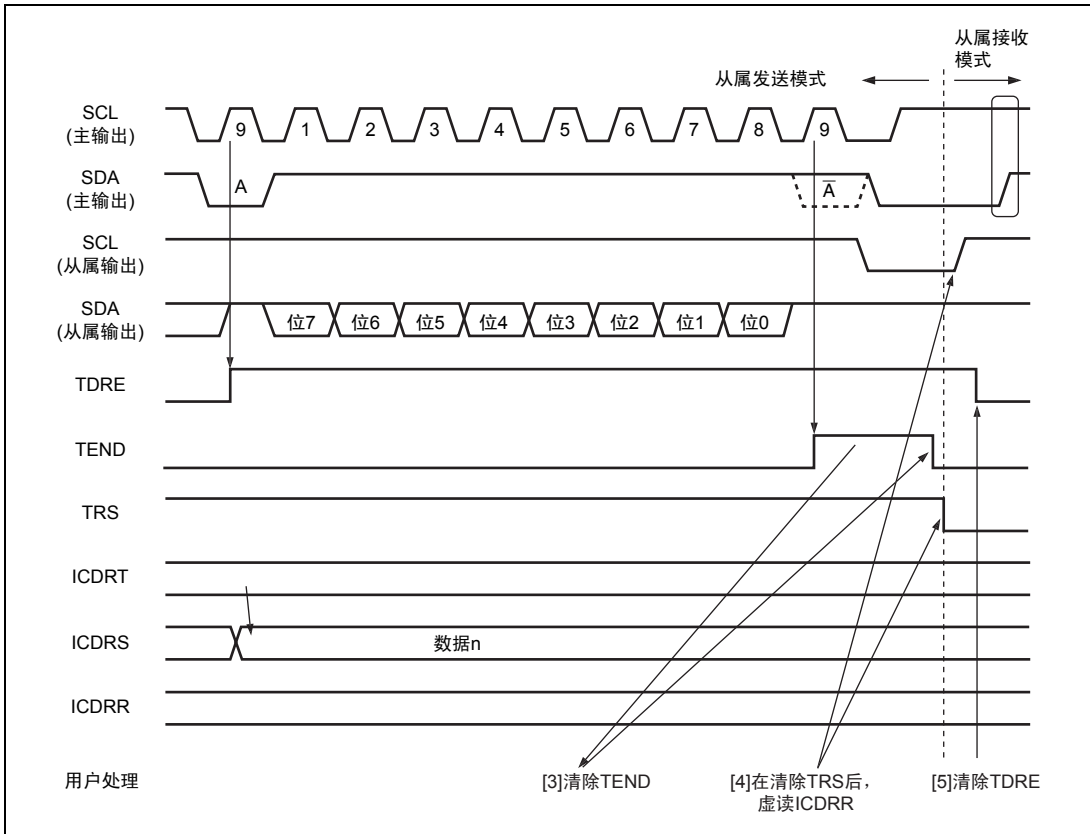 从属接收
模式
从属发送模式
SCL
(主输出)
9 1 2 3 4 5 6 7 8 9
SDA
(主输出)
A A̅
SCL
(从属输出)
SDA
(从属输出)
位7 位6 位5 位4 位3 位2 位1 位0
TDRE
TEND
TRS
ICDRT
ICDRS
数据n
ICDRR
用户处理
[3]清除TEND
[4]在清除TRS后，
虚读ICDRR
[5]清除TDRE